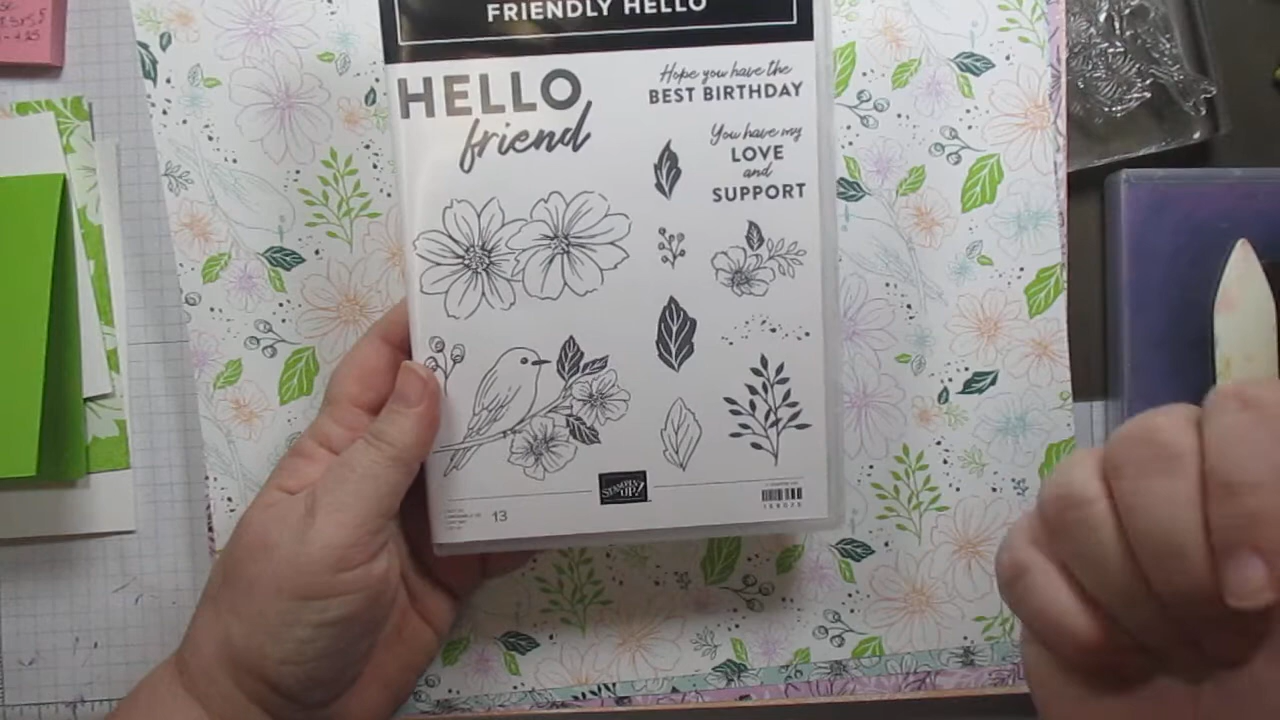 FRIENDLY HELLO
HELLO
friend
Hope you have the
BEST BIRTHDAY
You have my
LOVE
and
SUPPORT
STAMPIN' UP!
13